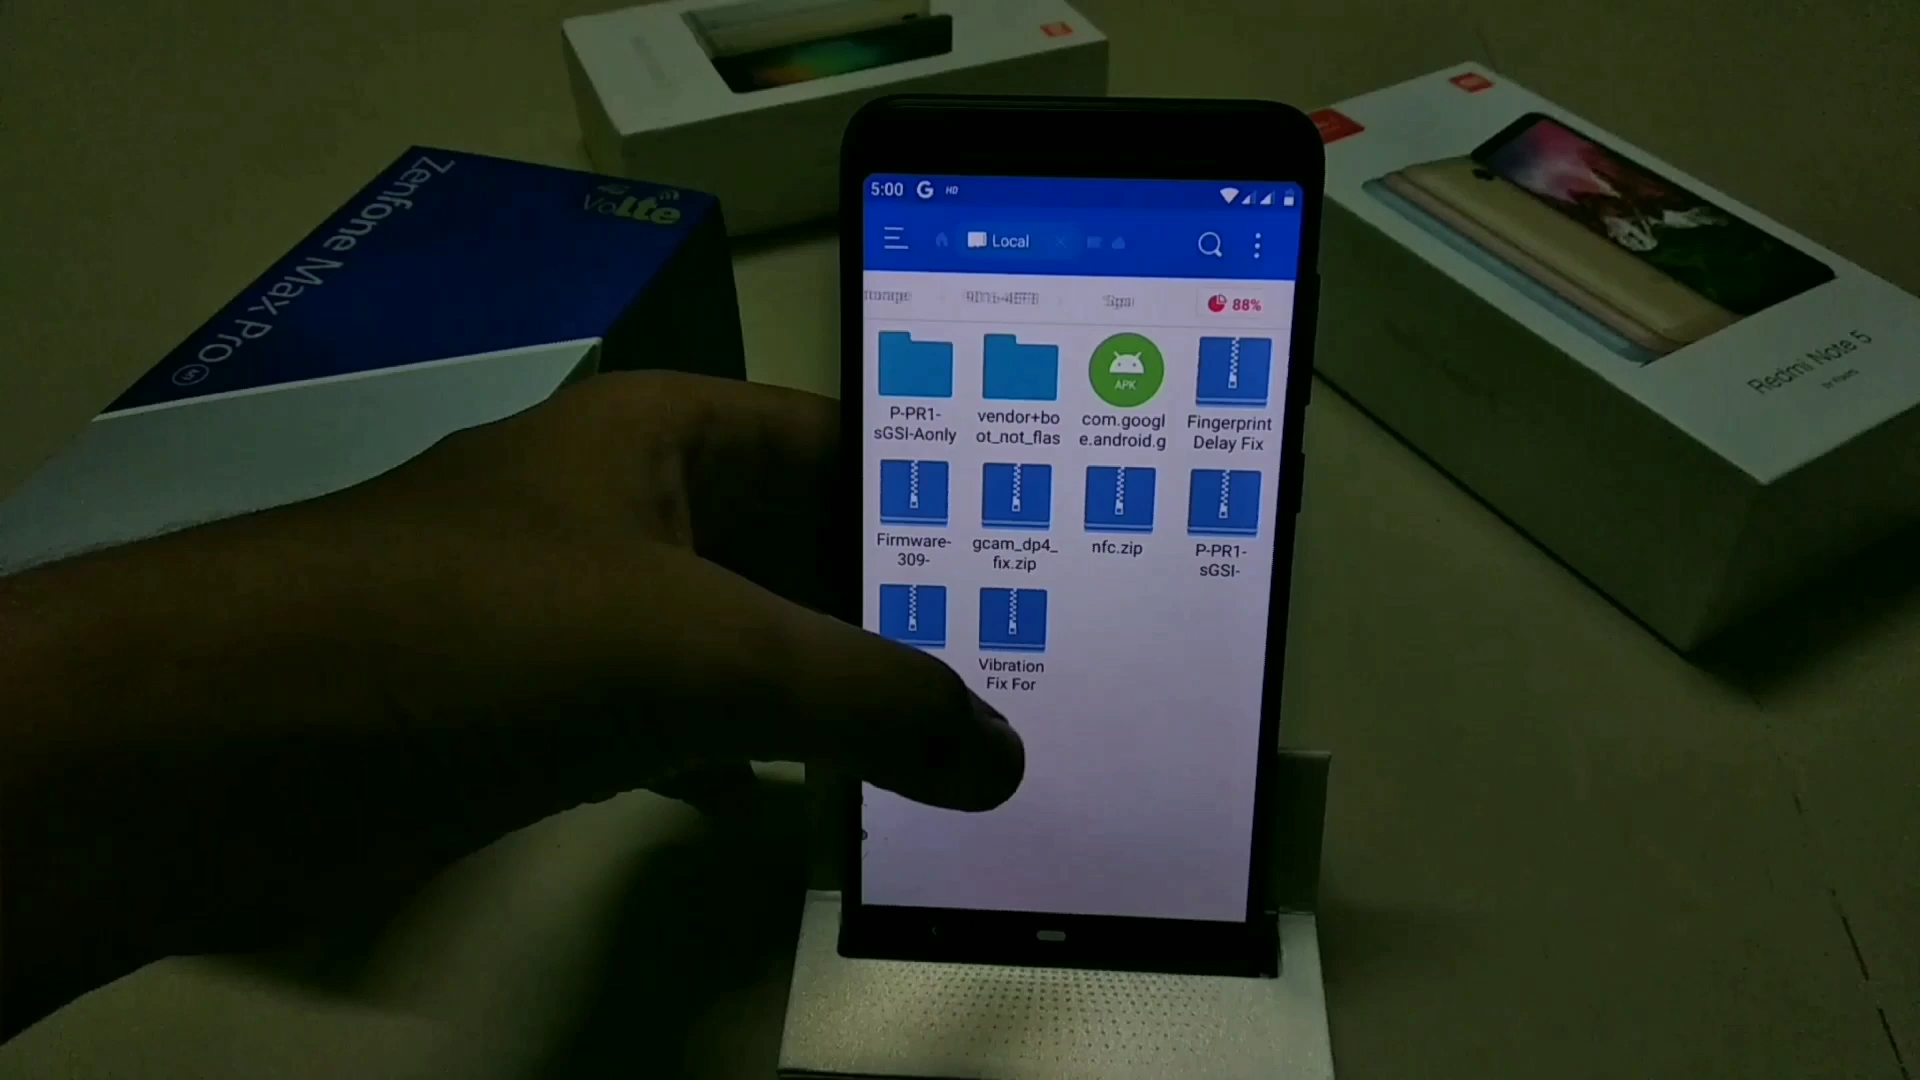 Zenfone Max Pro
VoLte
5:00
HD
Local
88%
P-PR1-
sGSI-Aonly
vendor+bo
ot_not_flas
com.googl
e.android.g
APK
Fingerprint
Delay Fix
Firmware-
309-
gcam_dp4_
fix.zip
nfc.zip
P-PR1-
sGSI-
Vibration
Fix For
Redmi Note 5